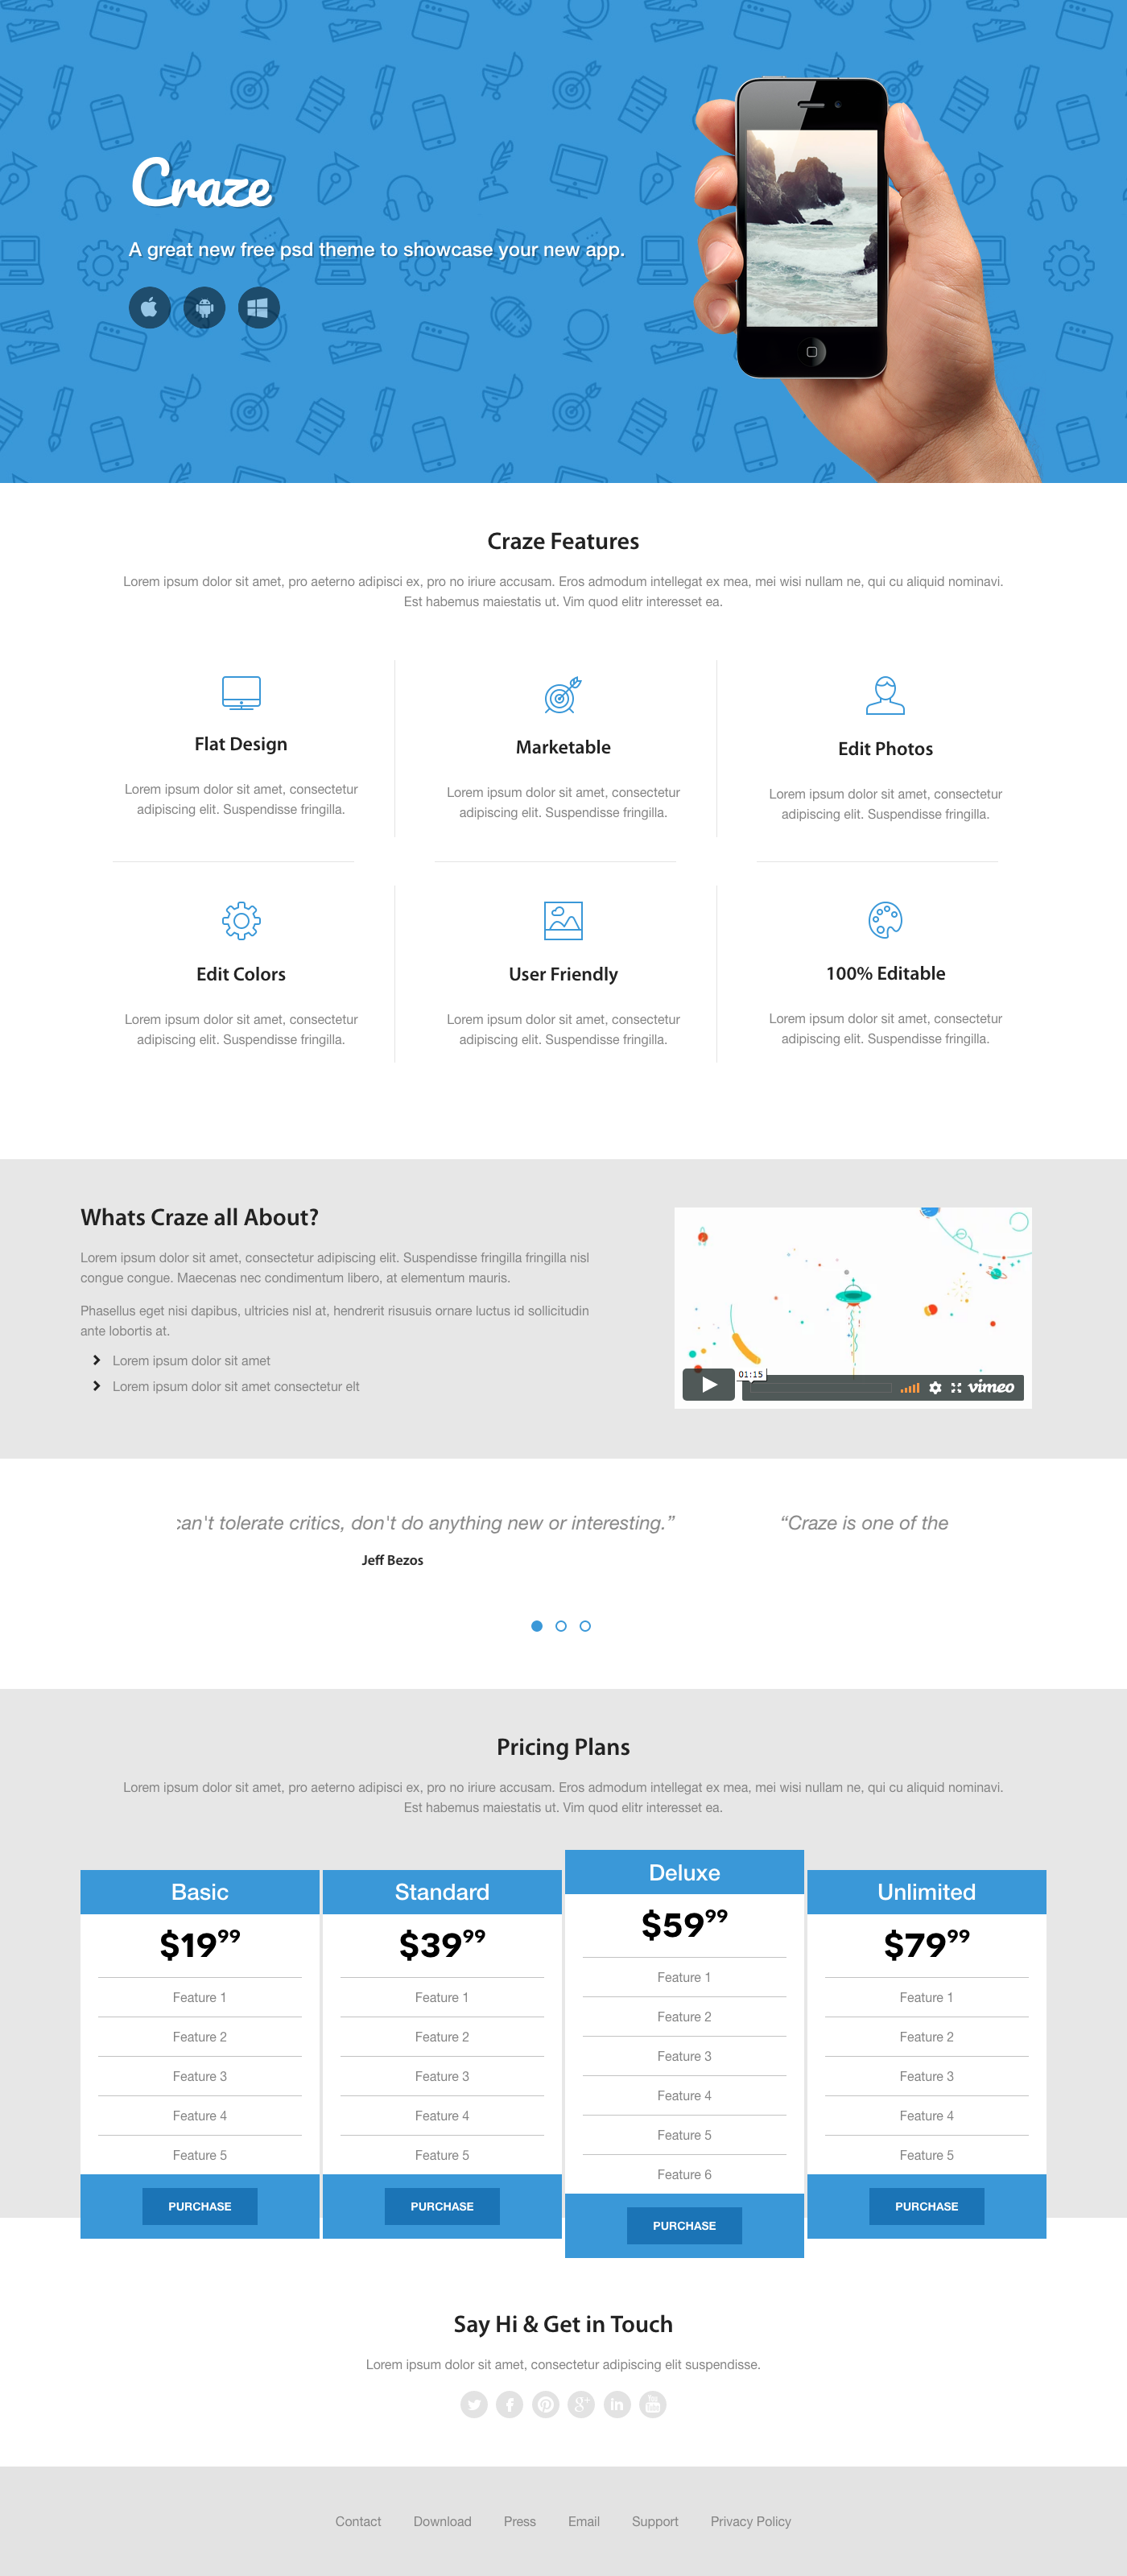 Craze
A great new free psd theme to showcase your new app.
Craze Features
Lorem ipsum dolor sit amet, pro aeterno adipisci ex, pro no iriure accusam. Eros admodum intellegat ex mea, mei wisi nullam ne, qui cu aliquid nominavi.
Est habemus maiestatis ut. Vim quod elitr interesset ea.
Flat Design
Lorem ipsum dolor sit amet, consectetur
adipiscing elit. Suspendisse fringilla.
Marketable
Lorem ipsum dolor sit amet, consectetur
adipiscing elit. Suspendisse fringilla.
Edit Photos
Lorem ipsum dolor sit amet, consectetur
adipiscing elit. Suspendisse fringilla.
Edit Colors
Lorem ipsum dolor sit amet, consectetur
adipiscing elit. Suspendisse fringilla.
User Friendly
Lorem ipsum dolor sit amet, consectetur
adipiscing elit. Suspendisse fringilla.
100% Editable
Lorem ipsum dolor sit amet, consectetur
adipiscing elit. Suspendisse fringilla.
Whats Craze all About?
Lorem ipsum dolor sit amet, consectetur adipiscing elit. Suspendisse fringilla fringilla nisl
congue congue. Maecenas nec condimentum libero, at elementum mauris.
Phasellus eget nisi dapibus, ultricies nisl at, hendrerit risusuis ornare luctus id sollicitudin
ante lobortis at.
Lorem ipsum dolor sit amet
Lorem ipsum dolor sit amet consectetur elt
01:15
vimeo
can't tolerate critics, don't do anything new or interesting.”
Jeff Bezos
“Craze is one of the
Pricing Plans
Lorem ipsum dolor sit amet, pro aeterno adipisci ex, pro no iriure accusam. Eros admodum intellegat ex mea, mei wisi nullam ne, qui cu aliquid nominavi.
Est habemus maiestatis ut. Vim quod elitr interesset ea.
Basic
$1999
Feature 1
Feature 2
Feature 3
Feature 4
Feature 5
PURCHASE
Standard
$3999
Feature 1
Feature 2
Feature 3
Feature 4
Feature 5
PURCHASE
Deluxe
$5999
Feature 1
Feature 2
Feature 3
Feature 4
Feature 5
Feature 6
PURCHASE
Unlimited
$7999
Feature 1
Feature 2
Feature 3
Feature 4
Feature 5
PURCHASE
Say Hi & Get in Touch
Lorem ipsum dolor sit amet, consectetur adipiscing elit suspendisse.
Contact Download Press Email Support Privacy Policy